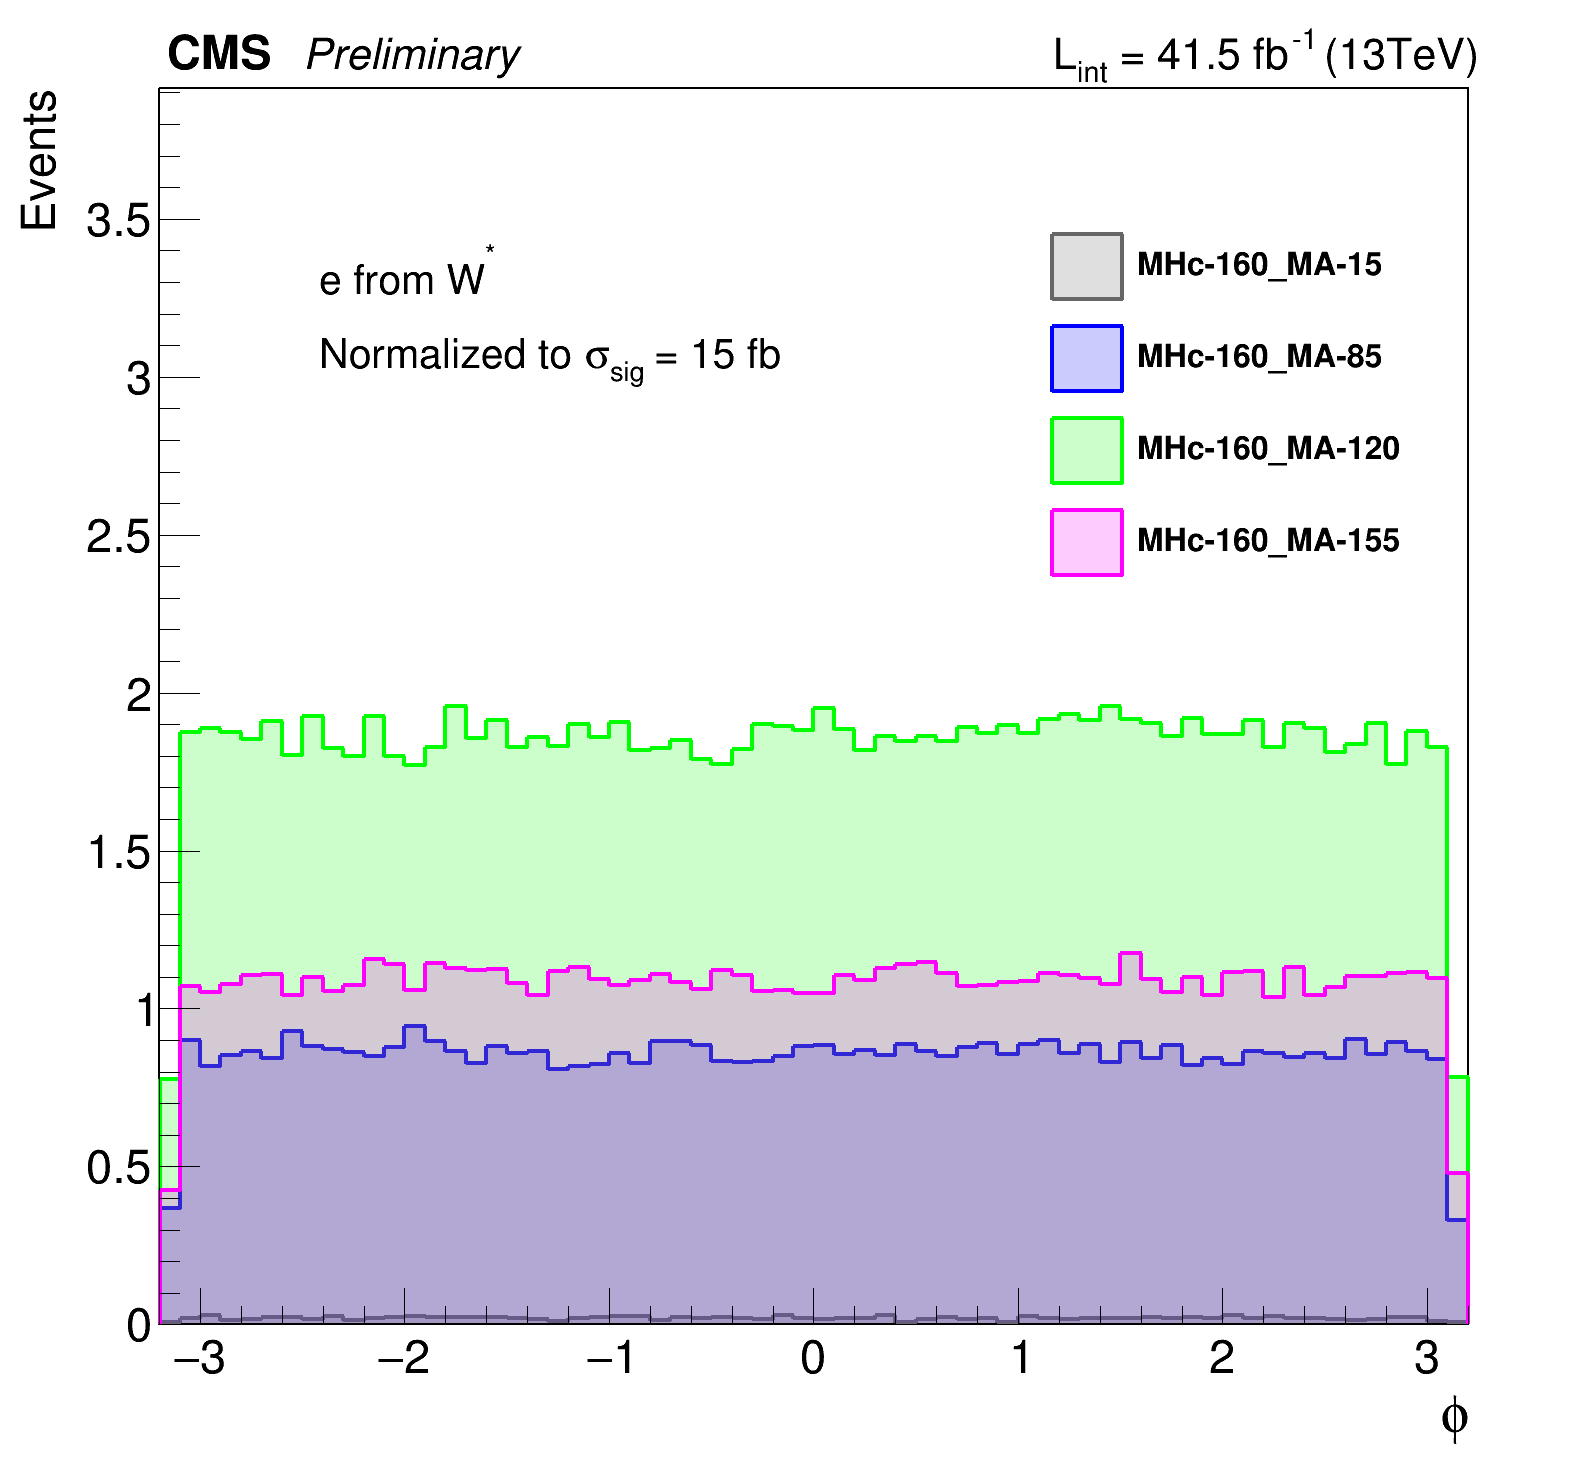 CMS Preliminary
L_int = 41.5 fb^-1 (13TeV)
Events
3.5
3
2.5
2
1.5
1
0.5
0
e from W^*
Normalized to σ_sig = 15 fb
MHc-160_MA-15
MHc-160_MA-85
MHc-160_MA-120
MHc-160_MA-155
−3 −2 −1 0 1 2 3
ϕ